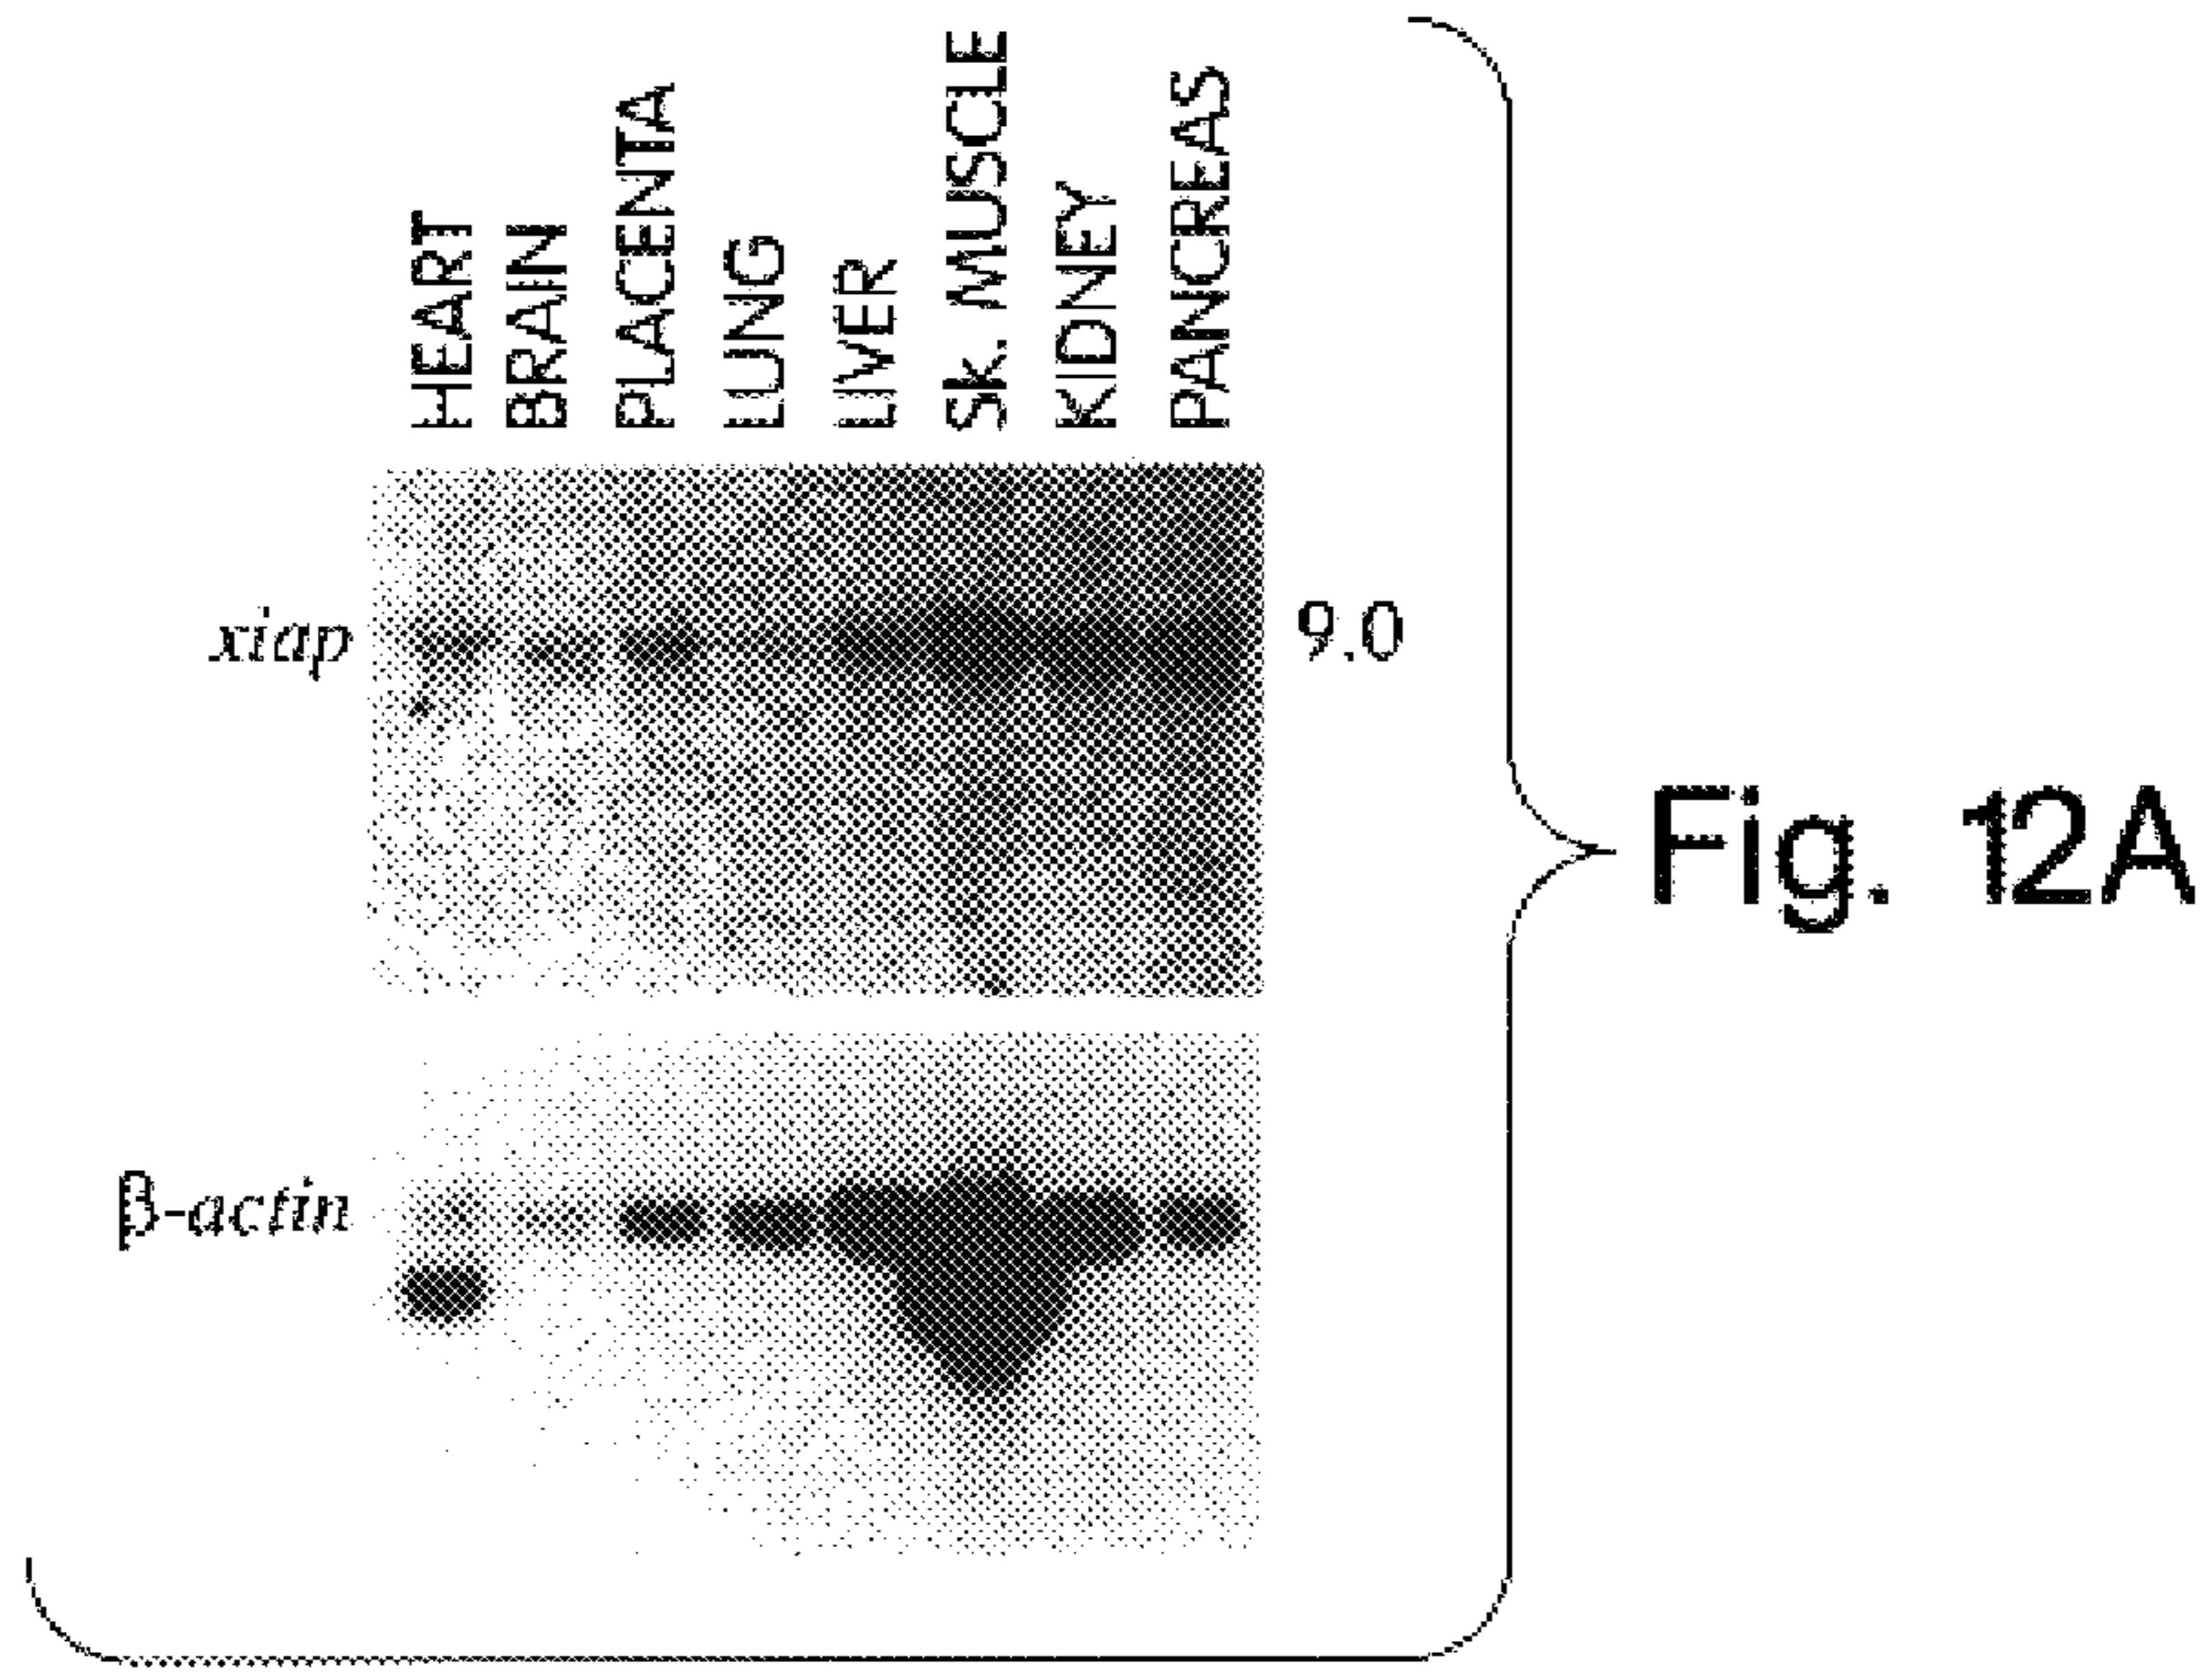 HEART
BRAIN
PLACENTA
LUNG
LIVER
SK. MUSCLE
KIDNEY
PANCREAS
xiap
9.0
β-actin
Fig. 12A